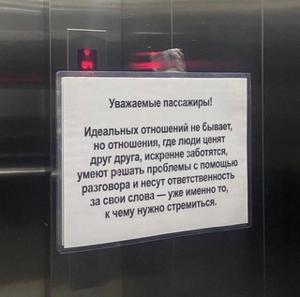 Уважаемые пассажиры!
Идеальных отношений не бывает,
но отношения, где люди ценят
друг друга, искренне заботятся,
умеют решать проблемы с помощью
разговора и несут ответственность
за свои слова — уже именно то,
к чему нужно стремиться.